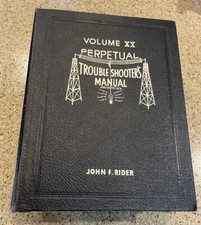 VOLUME XX
PERPETUAL
TROUBLE SHOOTER'S
MANUAL
JOHN F. RIDER